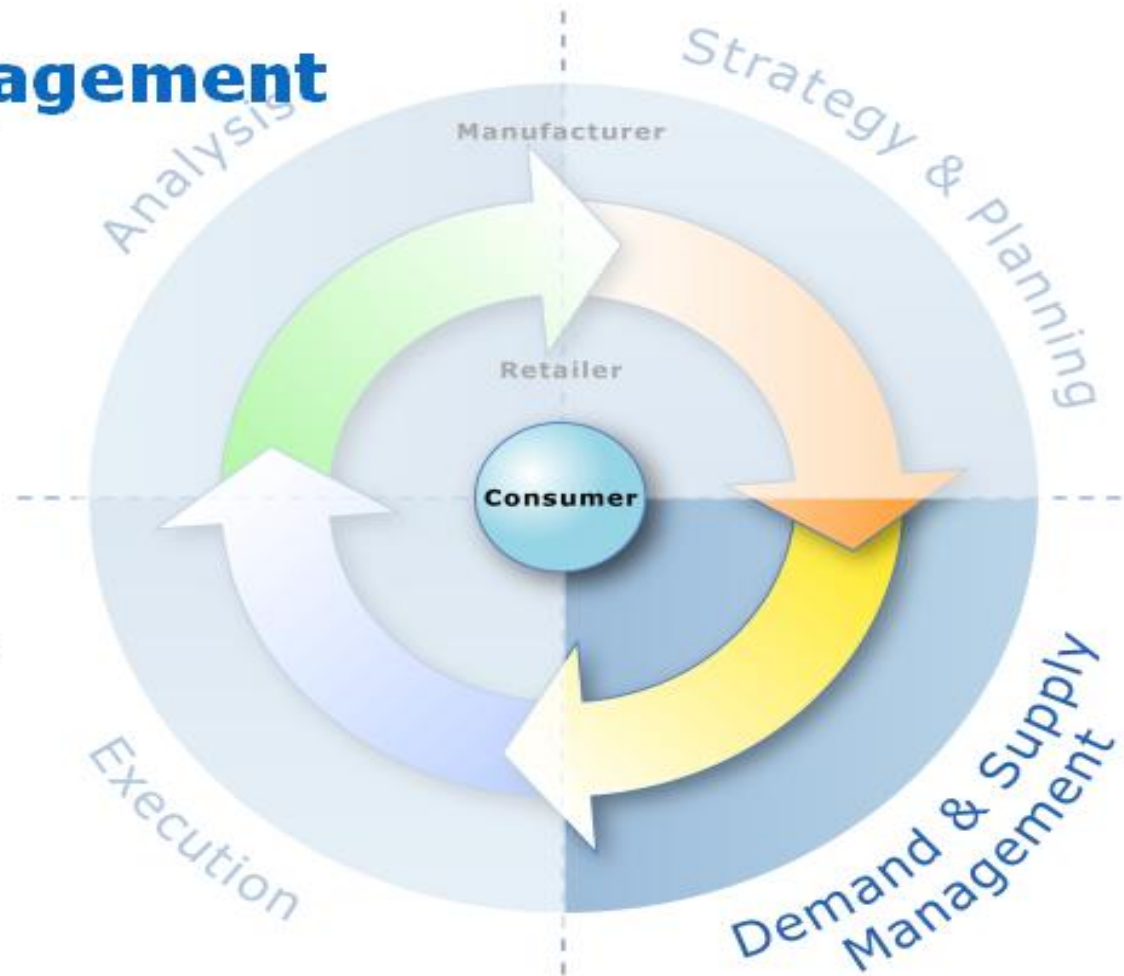 agement
Analysis
Strategy & Planning
Manufacturer
Retailer
Consumer
Execution
Demand & Supply
Management